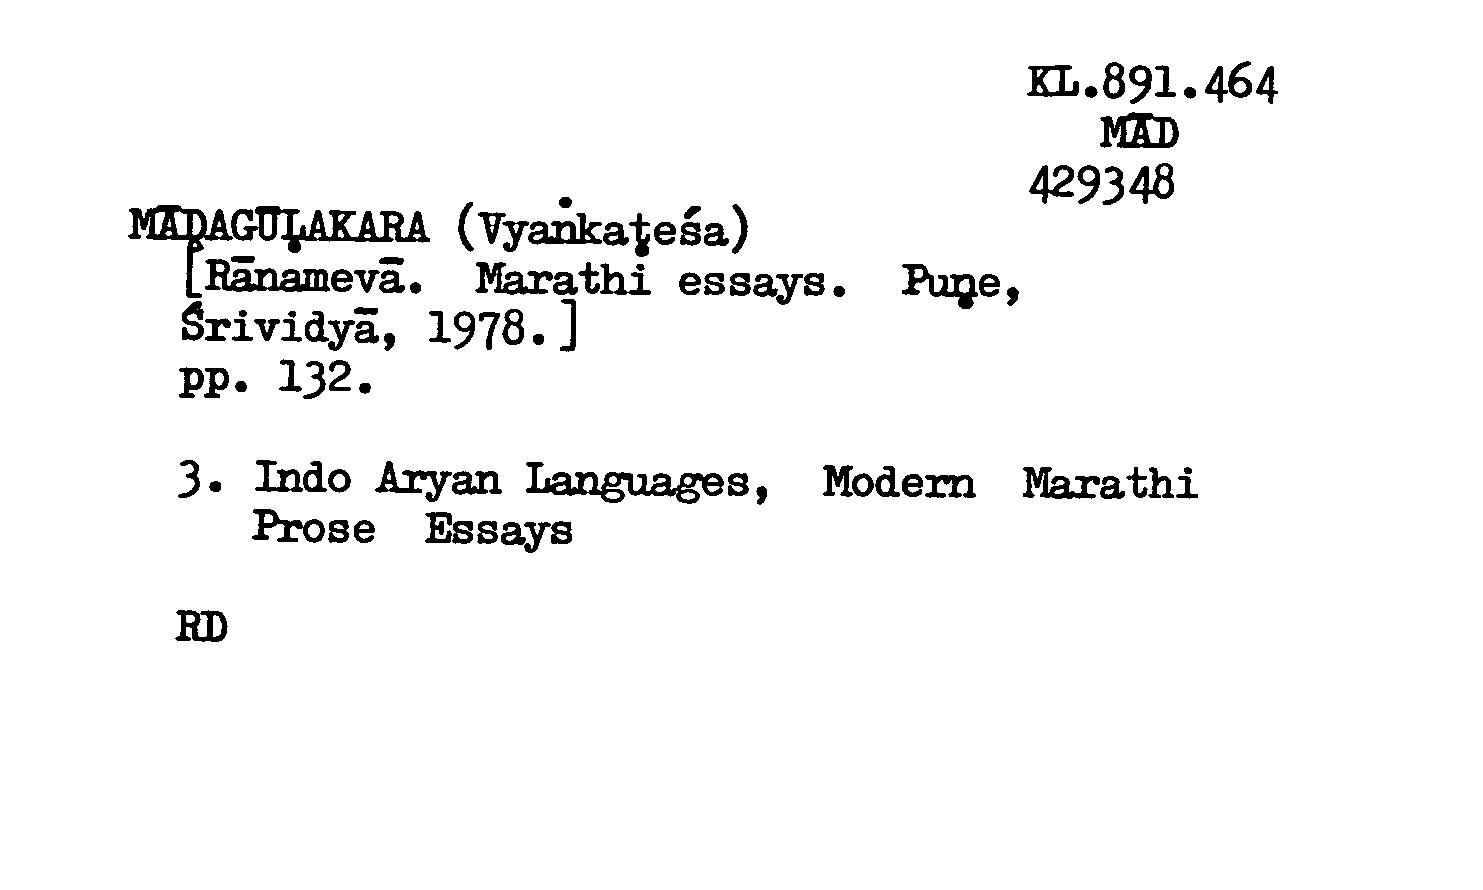 KL.891.464
MĀD
429348
MĀḌAGŪḶAKARA (Vyaṅkaṭeśa)
[Rānamevā. Marathi essays. Puṇe,
Śrividyā, 1978.]
pp. 132.
3. Indo Aryan Languages, Modern Marathi
Prose Essays
RD